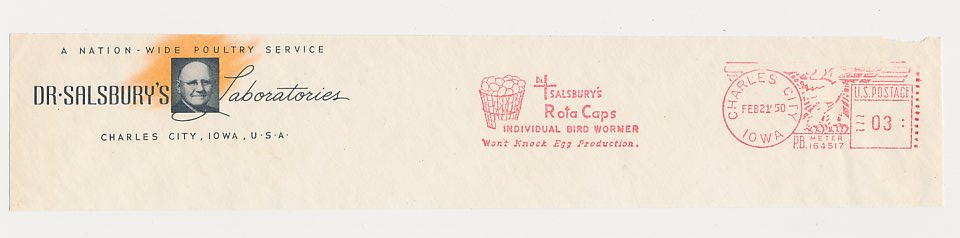 A NATION-WIDE POULTRY SERVICE
DR·SALSBURY'S Laboratories
CHARLES CITY, IOWA, U·S·A·
Dr.
SALSBURY'S
Rota Caps
INDIVIDUAL BIRD WORMER
Won't Knock Egg Production.
CHARLES CITY
FEB 21 '50
IOWA
P.B. METER
164517
U.S. POSTAGE
03